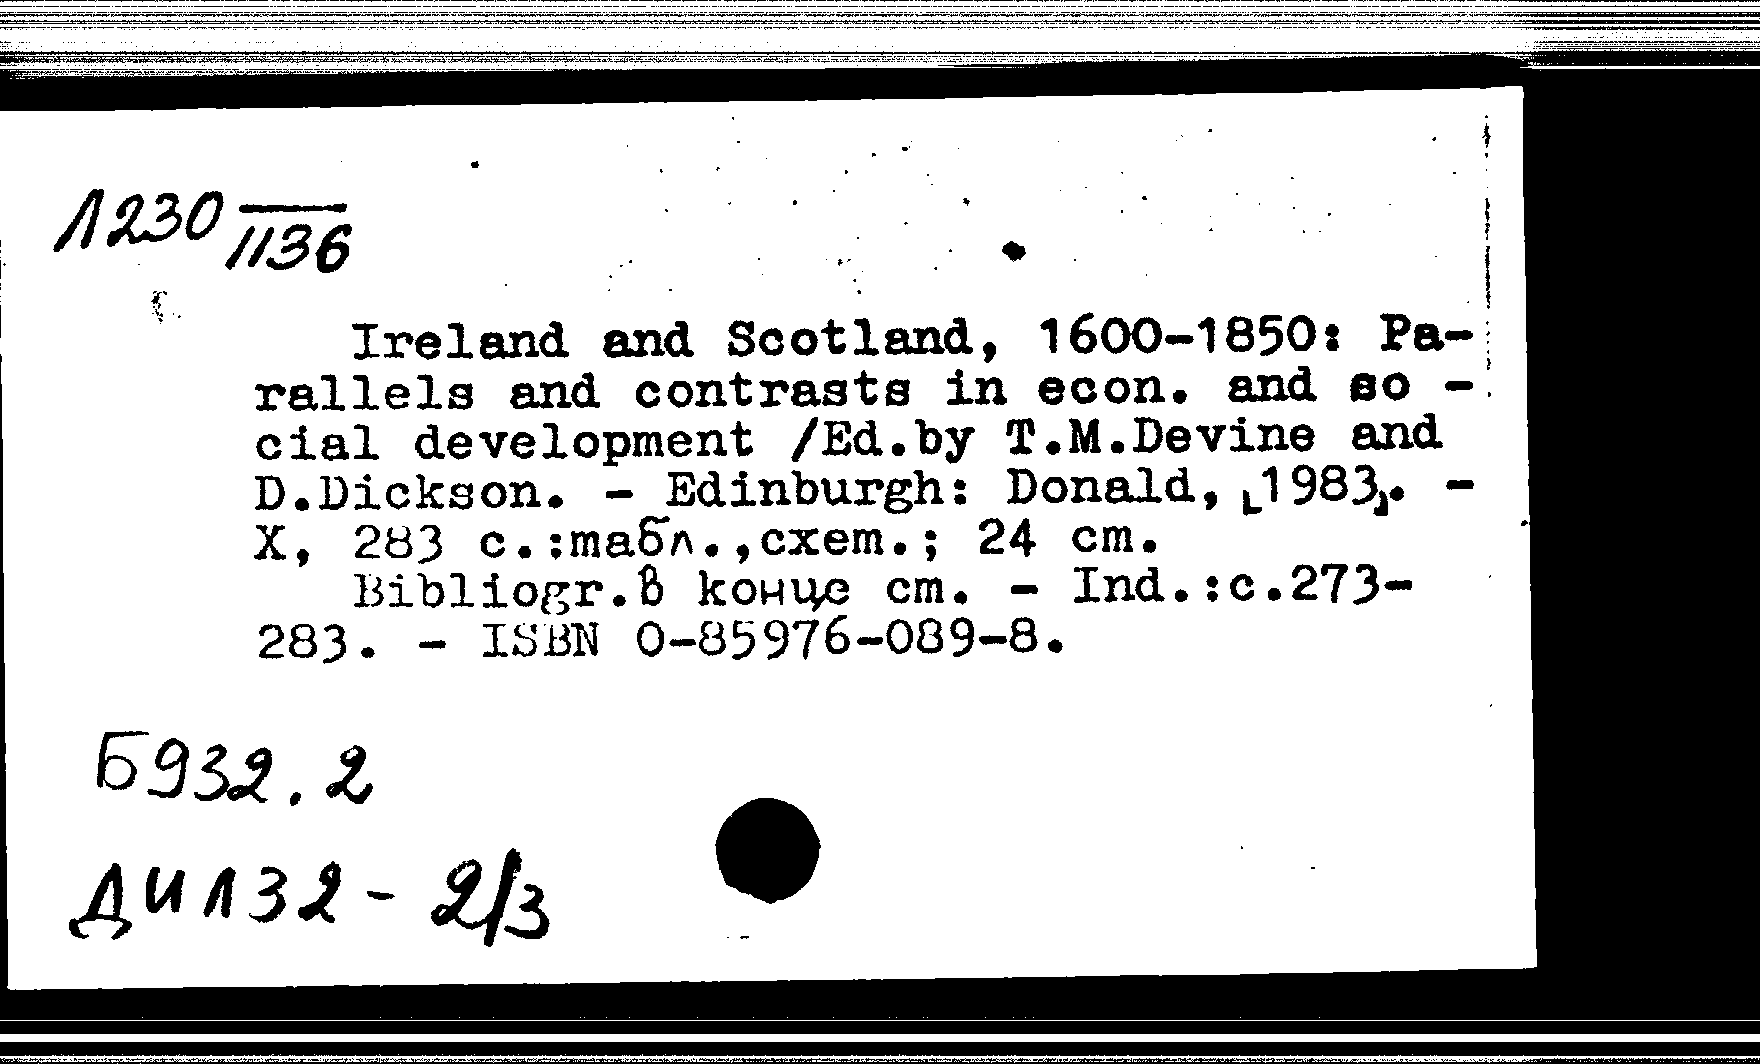 Л230 1136
Ireland and Scotland, 1600-1850: Pa-
rallels and contrasts in econ. and so -
cial development /Ed.by T.M.Devine and
D.Dickson. - Edinburgh: Donald, [1983]. -
X, 283 с.:табл.,схем.; 24 cm.
Bibliogr.в конце ст. - Ind.:с.273-
283. - ISBN 0-85976-089-8.
Б932.2
ДИЛ32-2/3